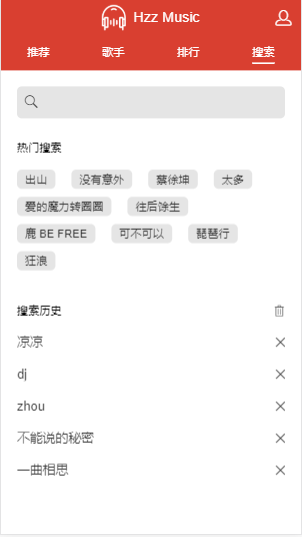 Hzz Music
推荐 歌手 排行 搜索
热门搜索
出山 没有意外 蔡徐坤 太多
爱的魔力转圆圈 往后馀生
鹿 BE FREE 可不可以 琵琶行
狂浪
搜索历史
凉凉
dj
zhou
不能说的秘密
一曲相思